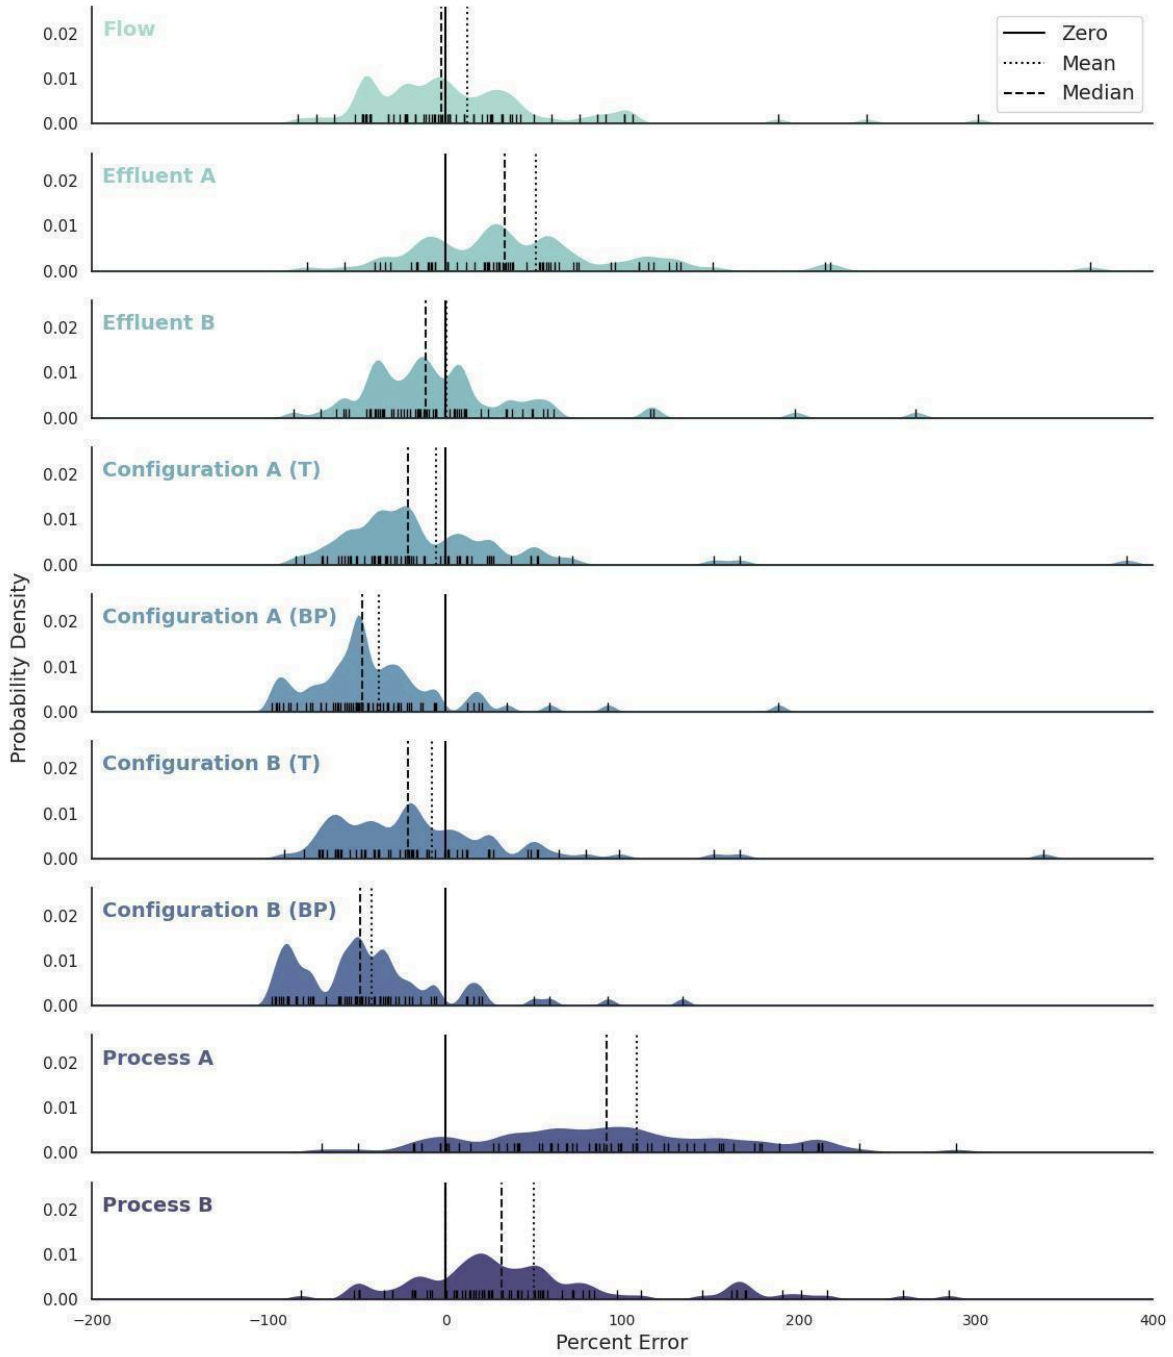 Flow
0.02
0.01
0.00
Zero
Mean
Median
Effluent A
0.02
0.01
0.00
Effluent B
0.02
0.01
0.00
Configuration A (T)
0.02
0.01
0.00
Configuration A (BP)
0.02
0.01
0.00
Configuration B (T)
0.02
0.01
0.00
Configuration B (BP)
0.02
0.01
0.00
Process A
0.02
0.01
0.00
Process B
0.02
0.01
0.00
Probability Density
−200 −100 0 100 200 300 400
Percent Error